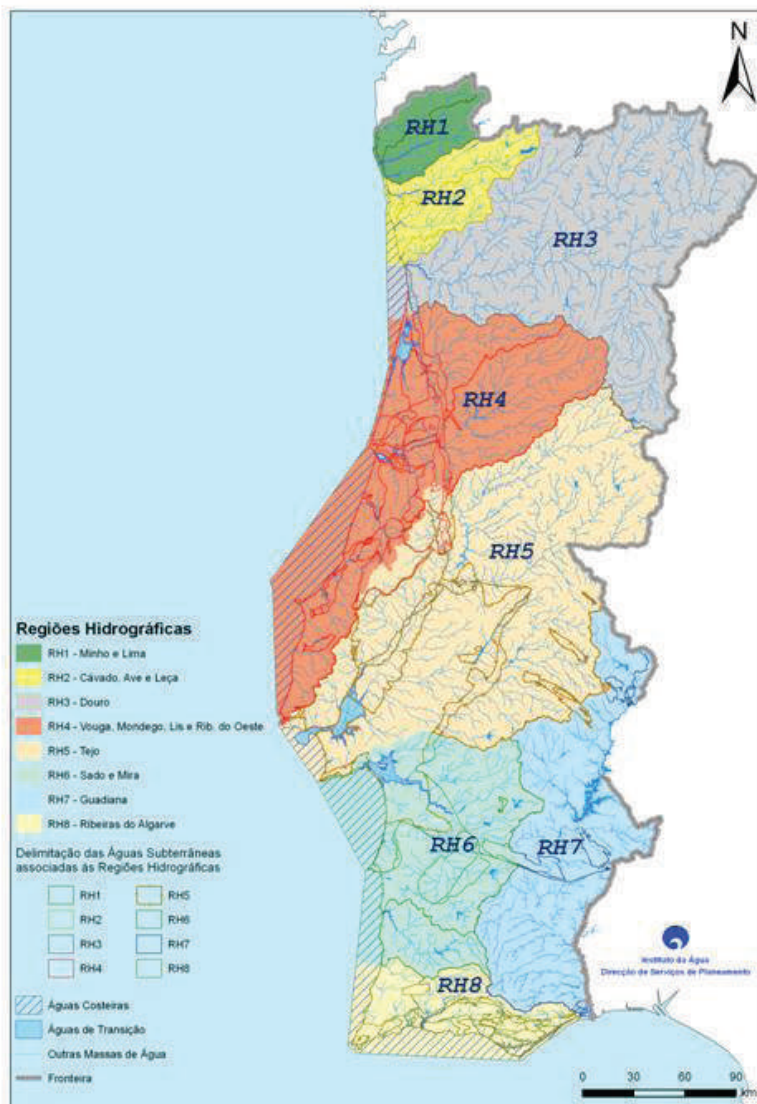 N
RH1
RH2
RH3
RH4
RH5
RH6
RH7
RH8
Regiões Hidrográficas
RH1 - Minho e Lima
RH2 - Cávado, Ave e Leça
RH3 - Douro
RH4 - Vouga, Mondego, Lis e Rib. do Oeste
RH5 - Tejo
RH6 - Sado e Mira
RH7 - Guadiana
RH8 - Ribeiras do Algarve
Delimitação das Águas Subterrâneas
associadas às Regiões Hidrográficas
RH1 RH5
RH2 RH6
RH3 RH7
RH4 RH8
Águas Costeiras
Águas de Transição
Outras Massas de Água
Fronteira
Instituto da Água
Direcção de Serviços de Planeamento
0 30 60 90
km